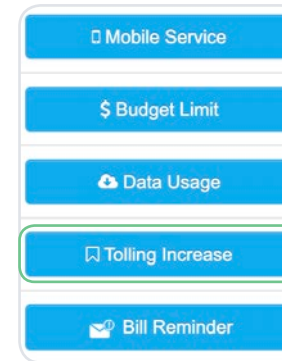 Mobile Service
$ Budget Limit
Data Usage
Tolling Increase
Bill Reminder